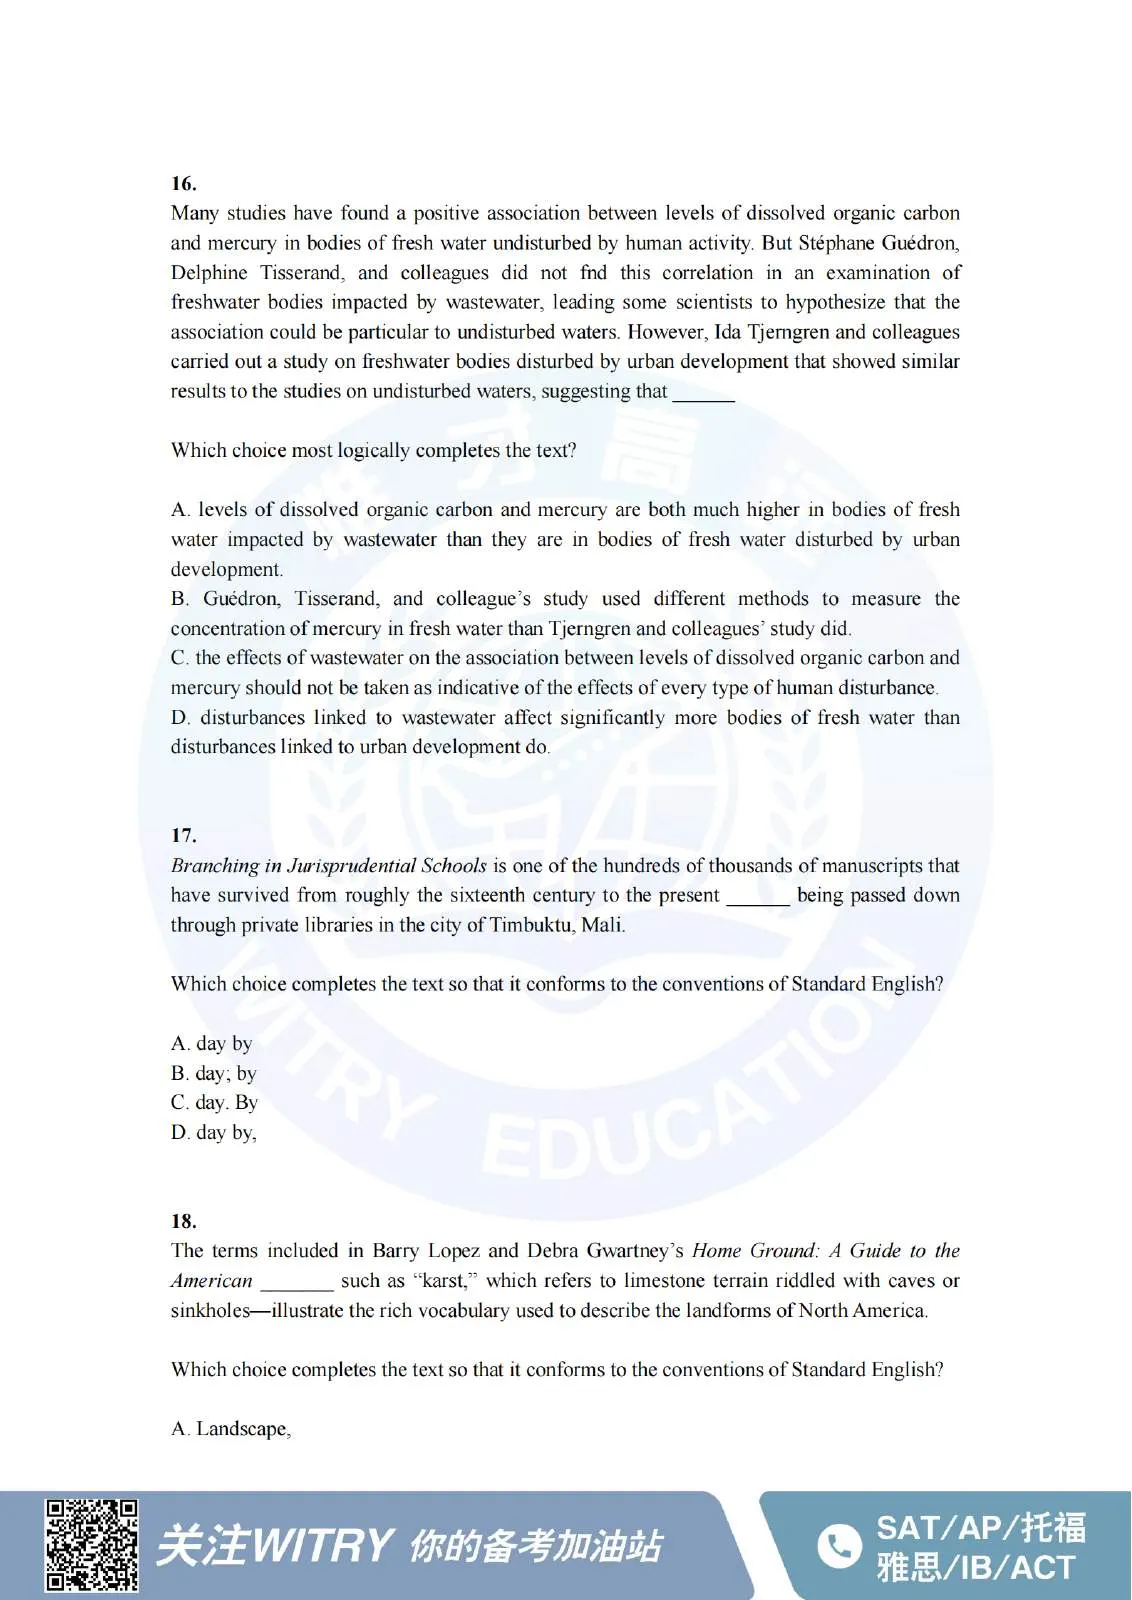 16.
Many studies have found a positive association between levels of dissolved organic carbon
and mercury in bodies of fresh water undisturbed by human activity. But Stéphane Guédron,
Delphine Tisserand, and colleagues did not fnd this correlation in an examination of
freshwater bodies impacted by wastewater, leading some scientists to hypothesize that the
association could be particular to undisturbed waters. However, Ida Tjerngren and colleagues
carried out a study on freshwater bodies disturbed by urban development that showed similar
results to the studies on undisturbed waters, suggesting that ______
Which choice most logically completes the text?
A. levels of dissolved organic carbon and mercury are both much higher in bodies of fresh
water impacted by wastewater than they are in bodies of fresh water disturbed by urban
development.
B. Guédron, Tisserand, and colleague’s study used different methods to measure the
concentration of mercury in fresh water than Tjerngren and colleagues’ study did.
C. the effects of wastewater on the association between levels of dissolved organic carbon and
mercury should not be taken as indicative of the effects of every type of human disturbance.
D. disturbances linked to wastewater affect significantly more bodies of fresh water than
disturbances linked to urban development do.
17.
Branching in Jurisprudential Schools is one of the hundreds of thousands of manuscripts that
have survived from roughly the sixteenth century to the present ______ being passed down
through private libraries in the city of Timbuktu, Mali.
Which choice completes the text so that it conforms to the conventions of Standard English?
A. day by
B. day; by
C. day. By
D. day by,
18.
The terms included in Barry Lopez and Debra Gwartney’s Home Ground: A Guide to the
American _______ such as “karst,” which refers to limestone terrain riddled with caves or
sinkholes—illustrate the rich vocabulary used to describe the landforms of North America.
Which choice completes the text so that it conforms to the conventions of Standard English?
A. Landscape,
雅才高远
WITRY EDUCATION
关注WITRY 你的备考加油站
SAT/AP/托福
雅思/IB/ACT